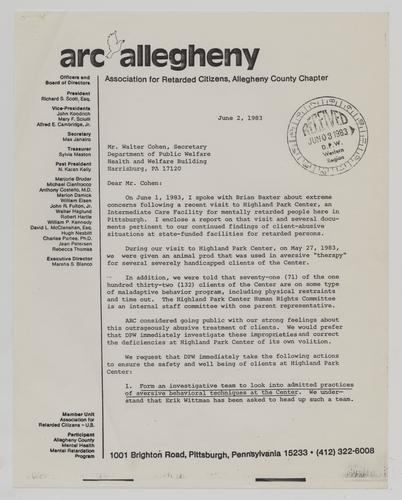 arc allegheny
Association for Retarded Citizens, Allegheny County Chapter
Officers and
Board of Directors
President
Richard S. Scott, Esq.
Vice-Presidents
John Koodrich
Mary F. Sciulli
Alfred E. Cambridge, Jr.
Secretary
Max Janairo
Treasurer
Sylvia Maston
Past President
N. Karan Kelly
Marjorie Bruder
Michael Cianfrocco
Anthony Costello, M.D.
Marion Damick
William Eisen
John R. Fulton, Jr.
Walter Haglund
Robert Hertle
William P. Kennedy
David L. McClenahan, Esq.
Hugh Nesbitt
Charlee Portee, Ph.D.
Jean Petersen
Rebecca Thomas
Executive Director
Marsha S. Blanco
Member Unit
Association for
Retarded Citizens - U.S.
Participant
Allegheny County
Mental Health
Mental Retardation
Program
June 2, 1983
RECEIVED
JUN 03 1983
D.P.W.
Western
Region
Mr. Walter Cohen, Secretary
Department of Public Welfare
Health and Welfare Building
Harrisburg, PA 17120
Dear Mr. Cohen:
On June 1, 1983, I spoke with Brian Baxter about extreme
concerns following a recent visit to Highland Park Center, an
Intermediate Care Facility for mentally retarded people here in
Pittsburgh. I enclose a report on that visit and several docu-
ments pertinent to our continued findings of client-abusive
situations at state-funded facilities for retarded persons.
During our visit to Highland Park Center, on May 27, 1983,
we were given an animal prod that was used in aversive "therapy"
for several severely handicapped clients of the Center.
In addition, we were told that seventy-one (71) of the one
hundred thirty-two (132) clients of the Center are on some type
of maladaptive behavior program, including physical restraints
and time out. The Highland Park Center Human Rights Committee
is an internal staff committee with one parent representative.
ARC considered going public with our strong feelings about
this outrageously abusive treatment of clients. We would prefer
that DPW immediately investigate these improprieties and correct
the deficiencies at Highland Park Center of its own volition.
We request that DPW immediately take the following actions
to ensure the safety and well being of clients at Highland Park
Center:
1. Form an investigative team to look into admitted practices
of aversive behavioral techniques at the Center. We under-
stand that Erik Wittman has been asked to head up such a team.
1001 Brighton Road, Pittsburgh, Pennsylvania 15233 • (412) 322-6008